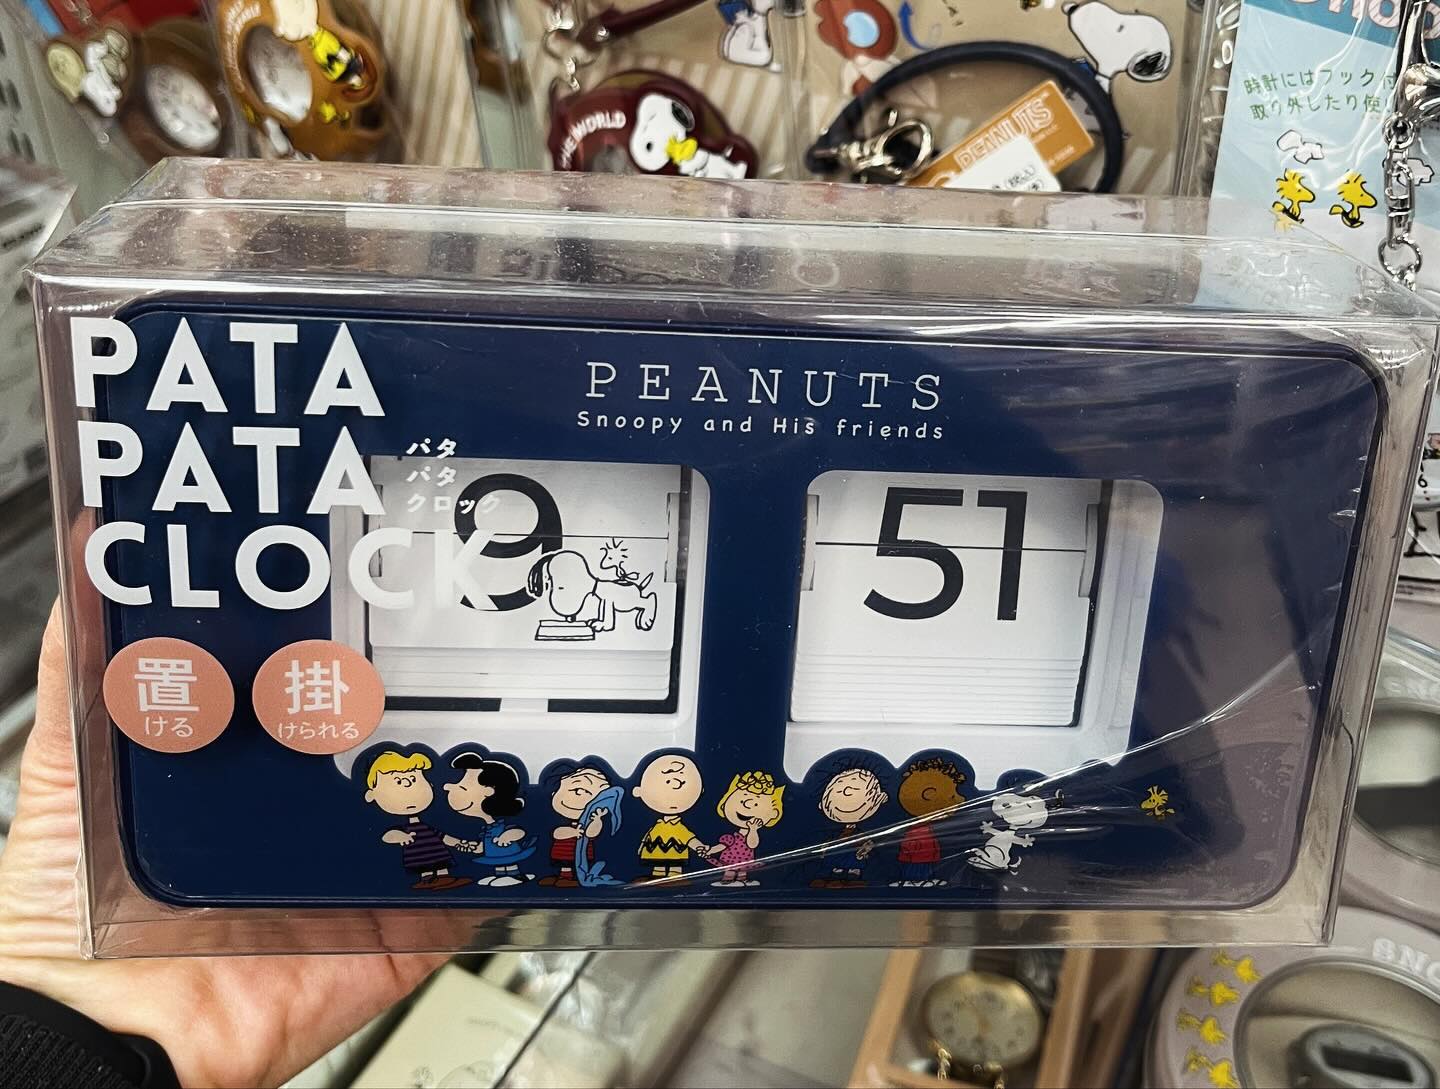 THE WORLD
PEANUTS
時計にはフック付
取り外したり使
PATA
PATA
CLOCK
パタ
パタ
クロック
PEANUTS
Snoopy and His friends
9
51
置
ける
掛
けられる